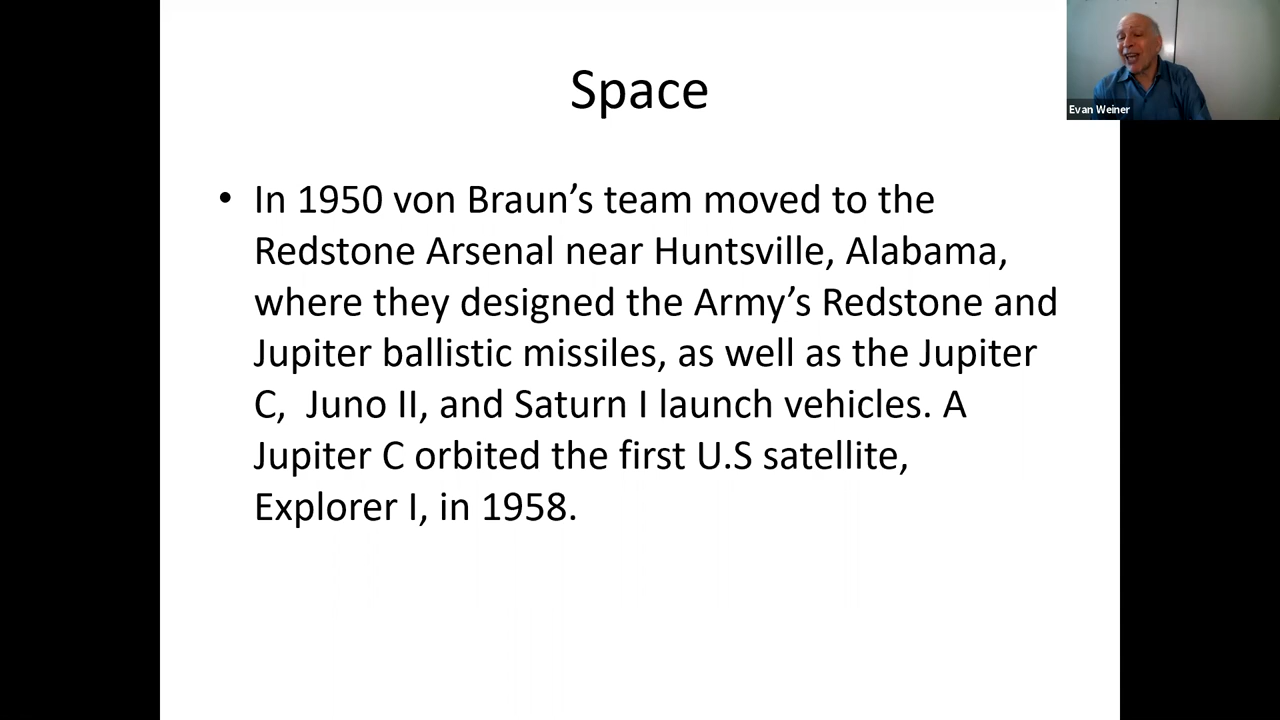 Space
• In 1950 von Braun’s team moved to the
Redstone Arsenal near Huntsville, Alabama,
where they designed the Army’s Redstone and
Jupiter ballistic missiles, as well as the Jupiter
C,  Juno II, and Saturn I launch vehicles. A
Jupiter C orbited the first U.S satellite,
Explorer I, in 1958.
Evan Weiner